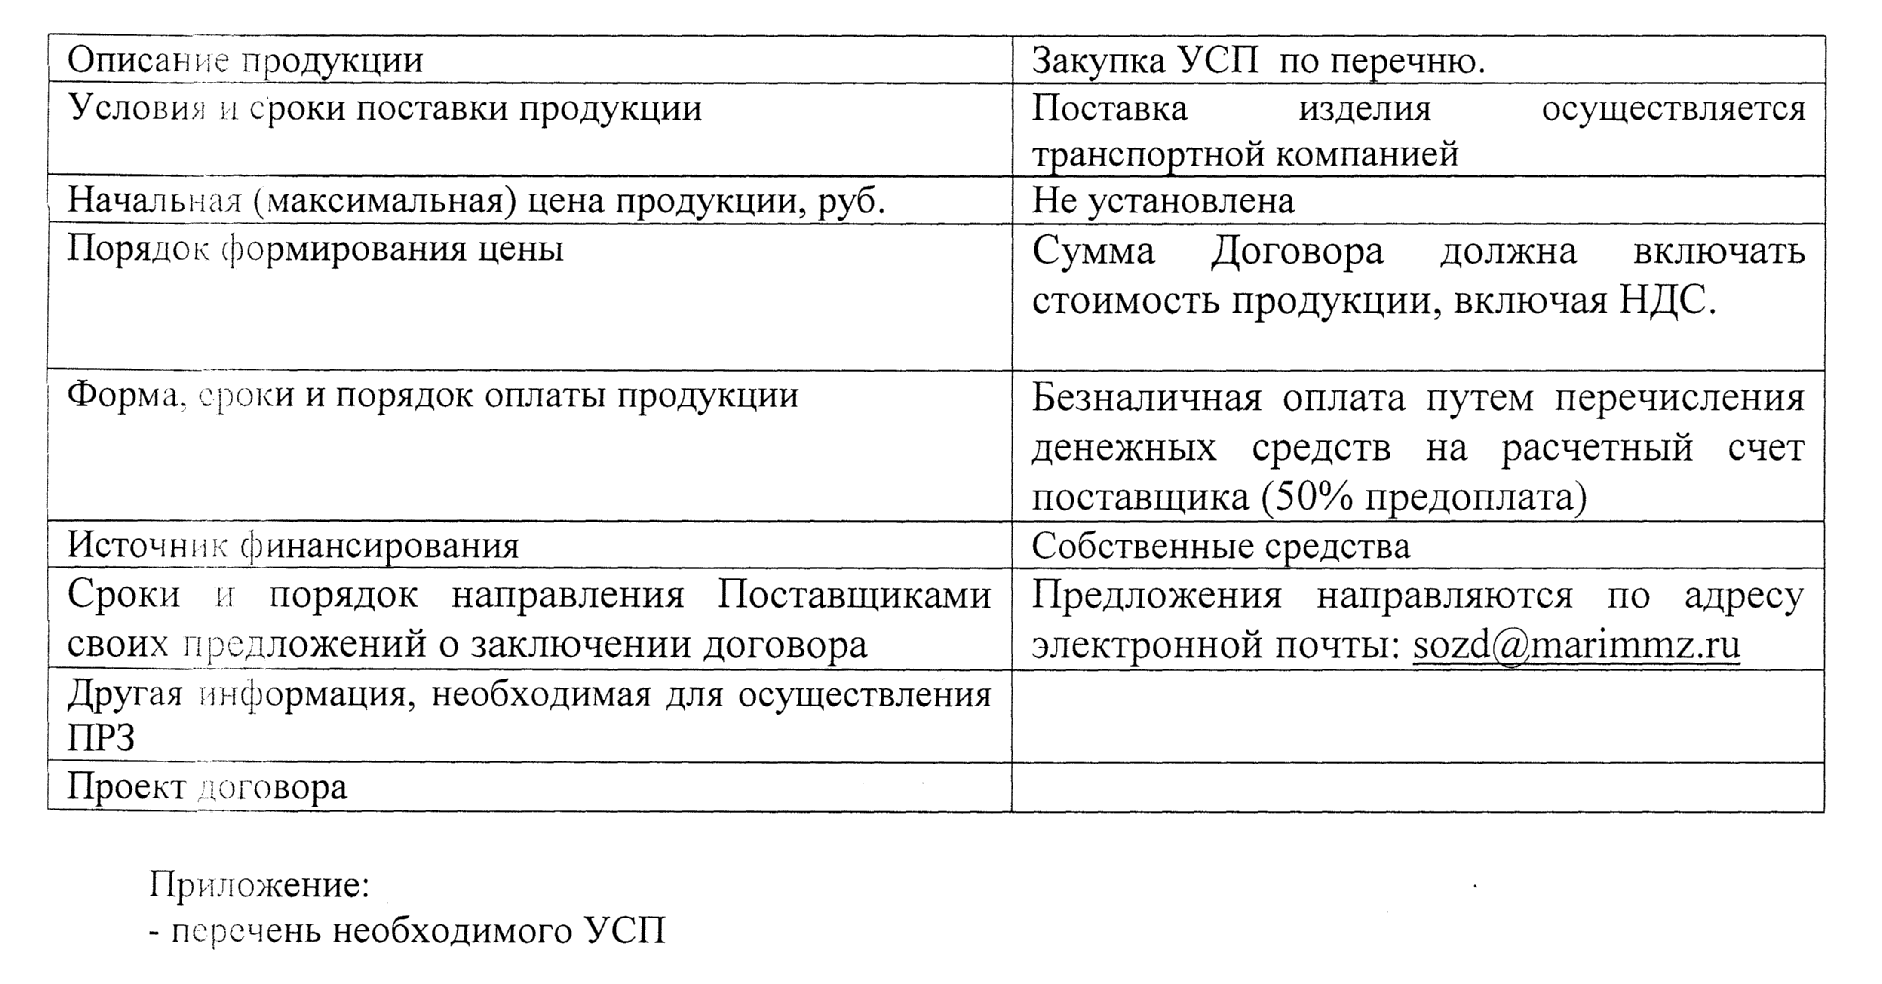 Описание продукции
Закупка УСП по перечню.
Условия и сроки поставки продукции
Поставка изделия осуществляется
транспортной компанией
Начальная (максимальная) цена продукции, руб.
Не установлена
Порядок формирования цены
Сумма Договора должна включать
стоимость продукции, включая НДС.
Форма, сроки и порядок оплаты продукции
Безналичная оплата путем перечисления
денежных средств на расчетный счет
поставщика (50% предоплата)
Источник финансирования
Собственные средства
Сроки и порядок направления Поставщиками
своих предложений о заключении договора
Предложения направляются по адресу
электронной почты: sozd@marimmz.ru
Другая информация, необходимая для осуществления
ПРЗ
Проект договора
Приложение:
- перечень необходимого УСП